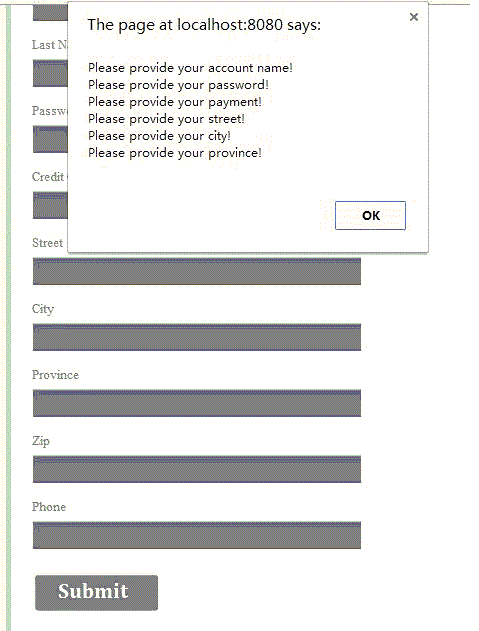 The page at localhost:8080 says:
Please provide your account name!
Please provide your password!
Please provide your payment!
Please provide your street!
Please provide your city!
Please provide your province!
OK
Last N
Passw
Credit
Street
City
Province
Zip
Phone
Submit